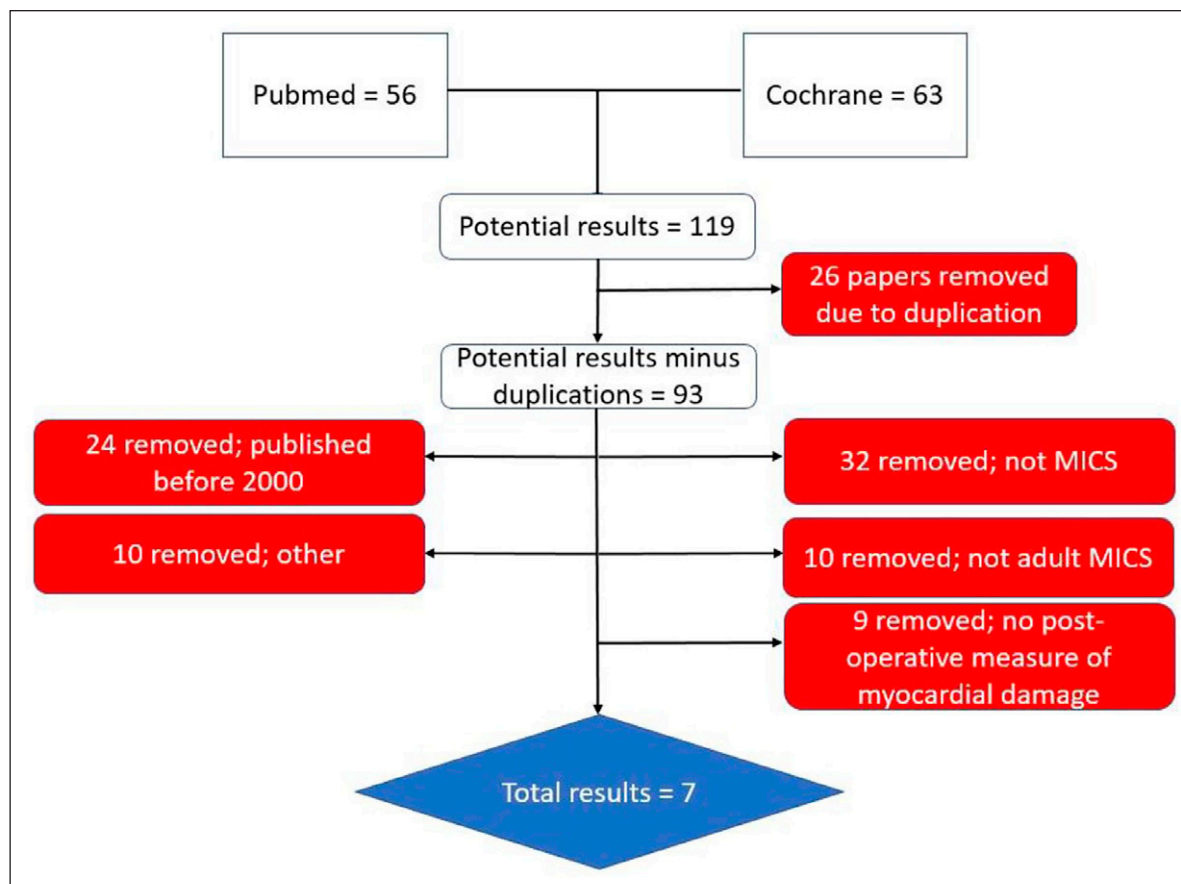 Pubmed = 56
Cochrane = 63
Potential results = 119
26 papers removed
due to duplication
Potential results minus
duplications = 93
24 removed; published
before 2000
32 removed; not MICS
10 removed; other
10 removed; not adult MICS
9 removed; no post-
operative measure of
myocardial damage
Total results = 7